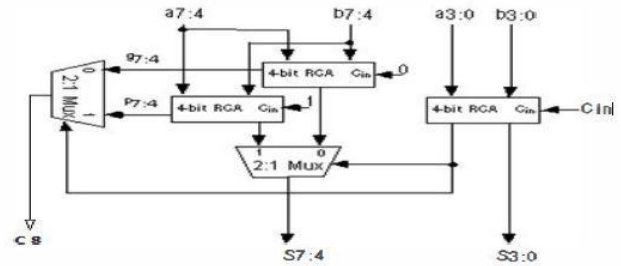 a7:4 b7:4 a3:0 b3:0
g7:4
0
2:1 Mux
1
P7:4
4-bit RCA Cin 0
4-bit RCA Cin 1
4-bit RCA Cin Cin
1 0
2:1 Mux
C8
S7:4 S3:0